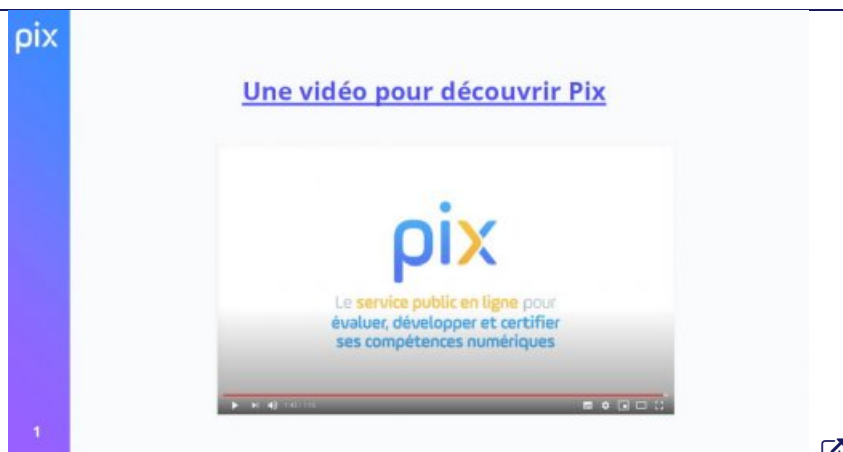 pix
Une vidéo pour découvrir Pix
pix
Le service public en ligne pour
évaluer, développer et certifier
ses compétences numériques
1